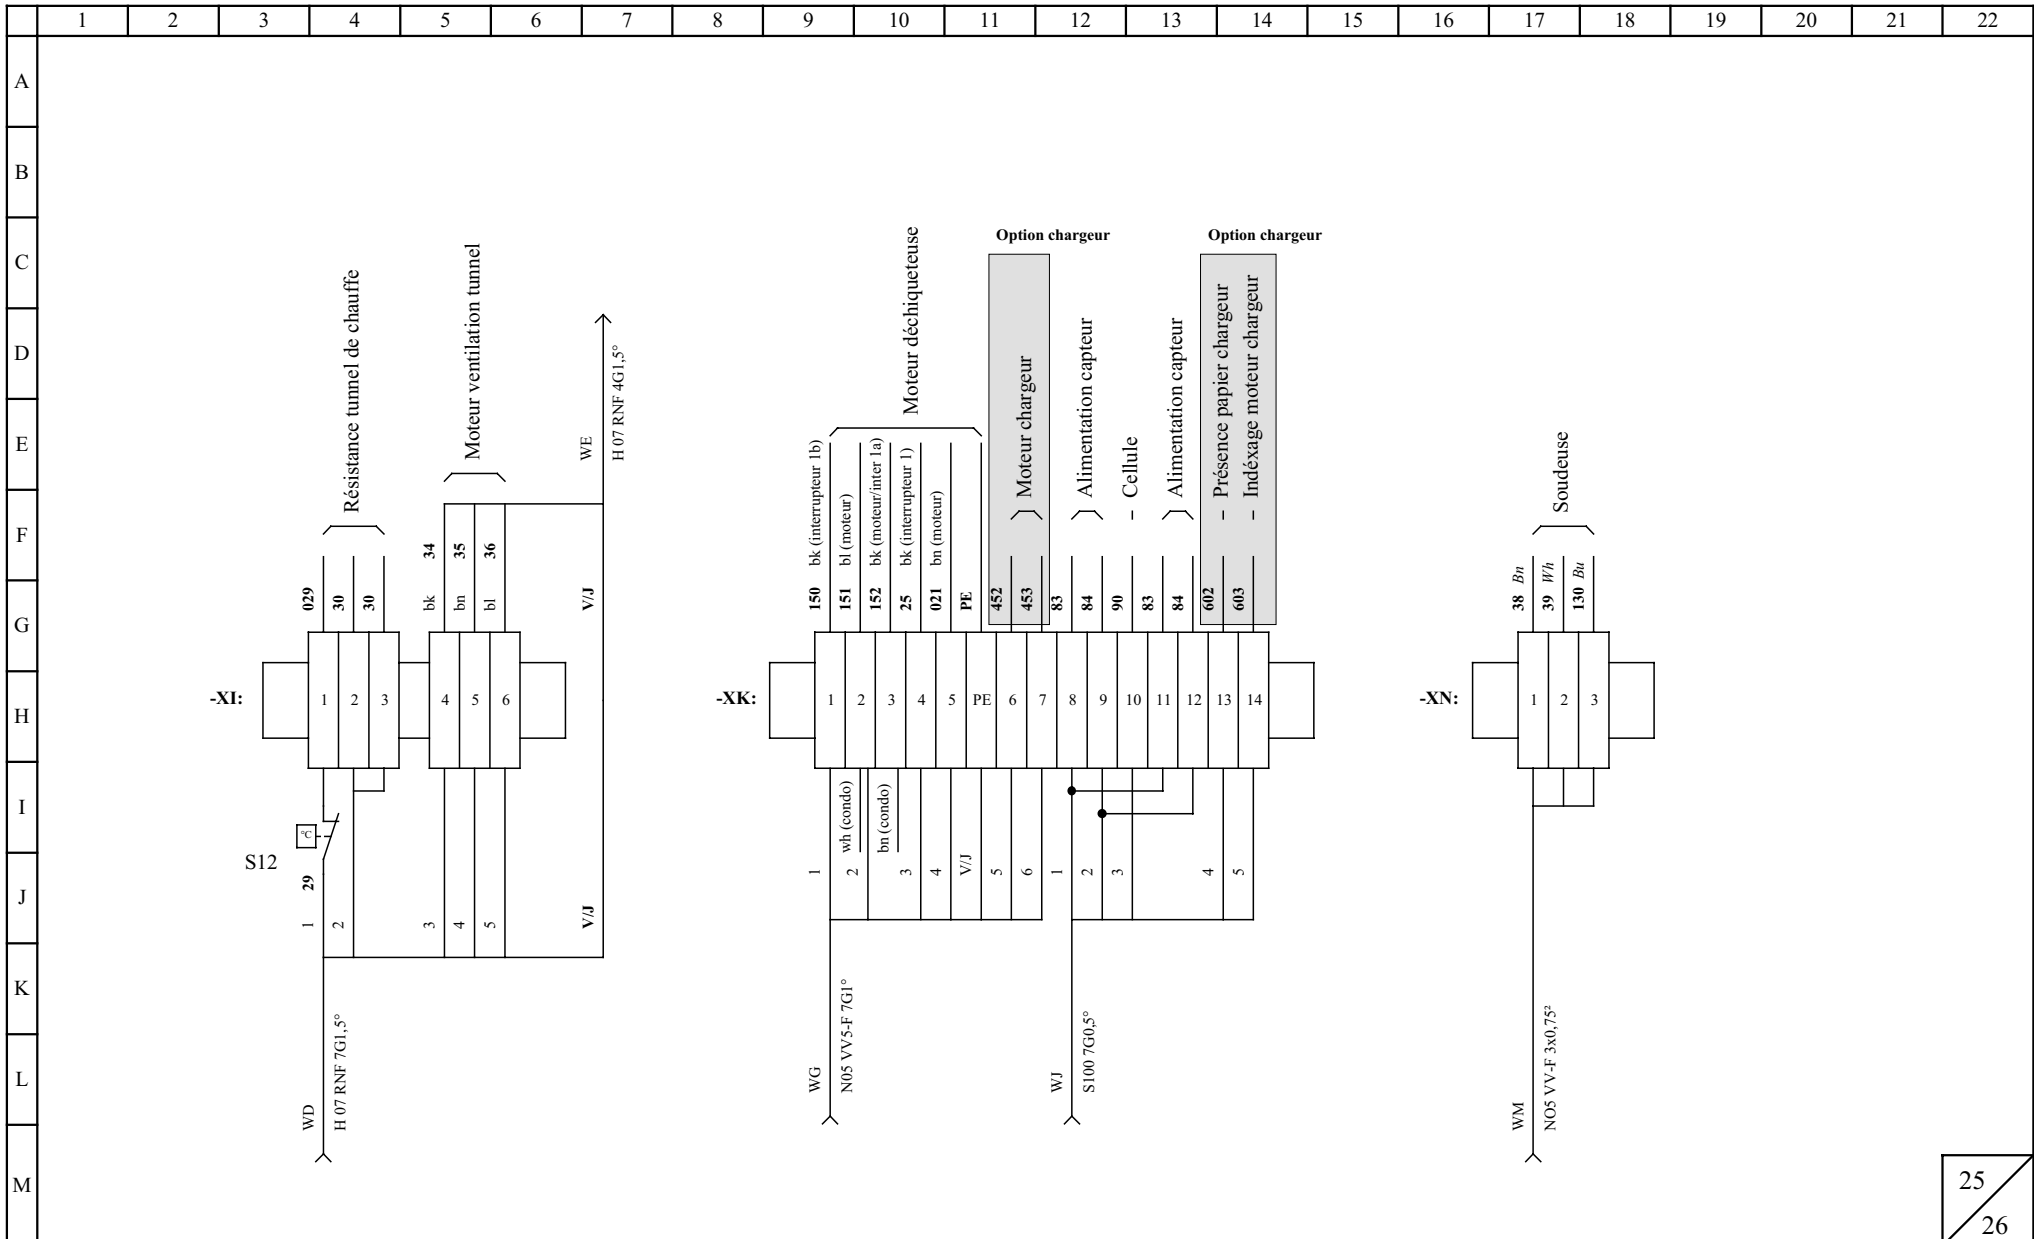 1 2 3 4 5 6 7 8 9 10 11 12 13 14 15 16 17 18 19 20 21 22
A
B
C
D
E
F
G
H
I
J
K
L
M
Résistance tunnel de chauffe
Moteur ventilation tunnel
029
30
30
34
35
36
bk
bn
bl
WE
H 07 RNF 4G1,5°
V/J
-XI:
1 2 3 4 5 6
°C
S12
29
1
2
3
4
5
V/J
WD
H 07 RNF 7G1,5°
Moteur déchiqueteuse
Option chargeur
Option chargeur
Moteur chargeur
Alimentation capteur
Cellule
Alimentation capteur
Présence papier chargeur
Indéxage moteur chargeur
150 bk (interrupteur 1b)
151 bl (moteur)
152 bk (moteur/inter 1a)
25 bk (interrupteur 1)
021 bn (moteur)
PE
452
453
83
84
90
83
84
602
603
-XK:
1 2 3 4 5 PE 6 7 8 9 10 11 12 13 14
wh (condo)
bn (condo)
1
2
3
4
V/J
5
6
1
2
3
4
5
WG
N05 VV5-F 7G1°
WJ
S100 7G0,5°
Soudeuse
38 Bn
39 Wh
130 Bu
-XN:
1 2 3
WM
NO5 VV-F 3x0,75²
25
26